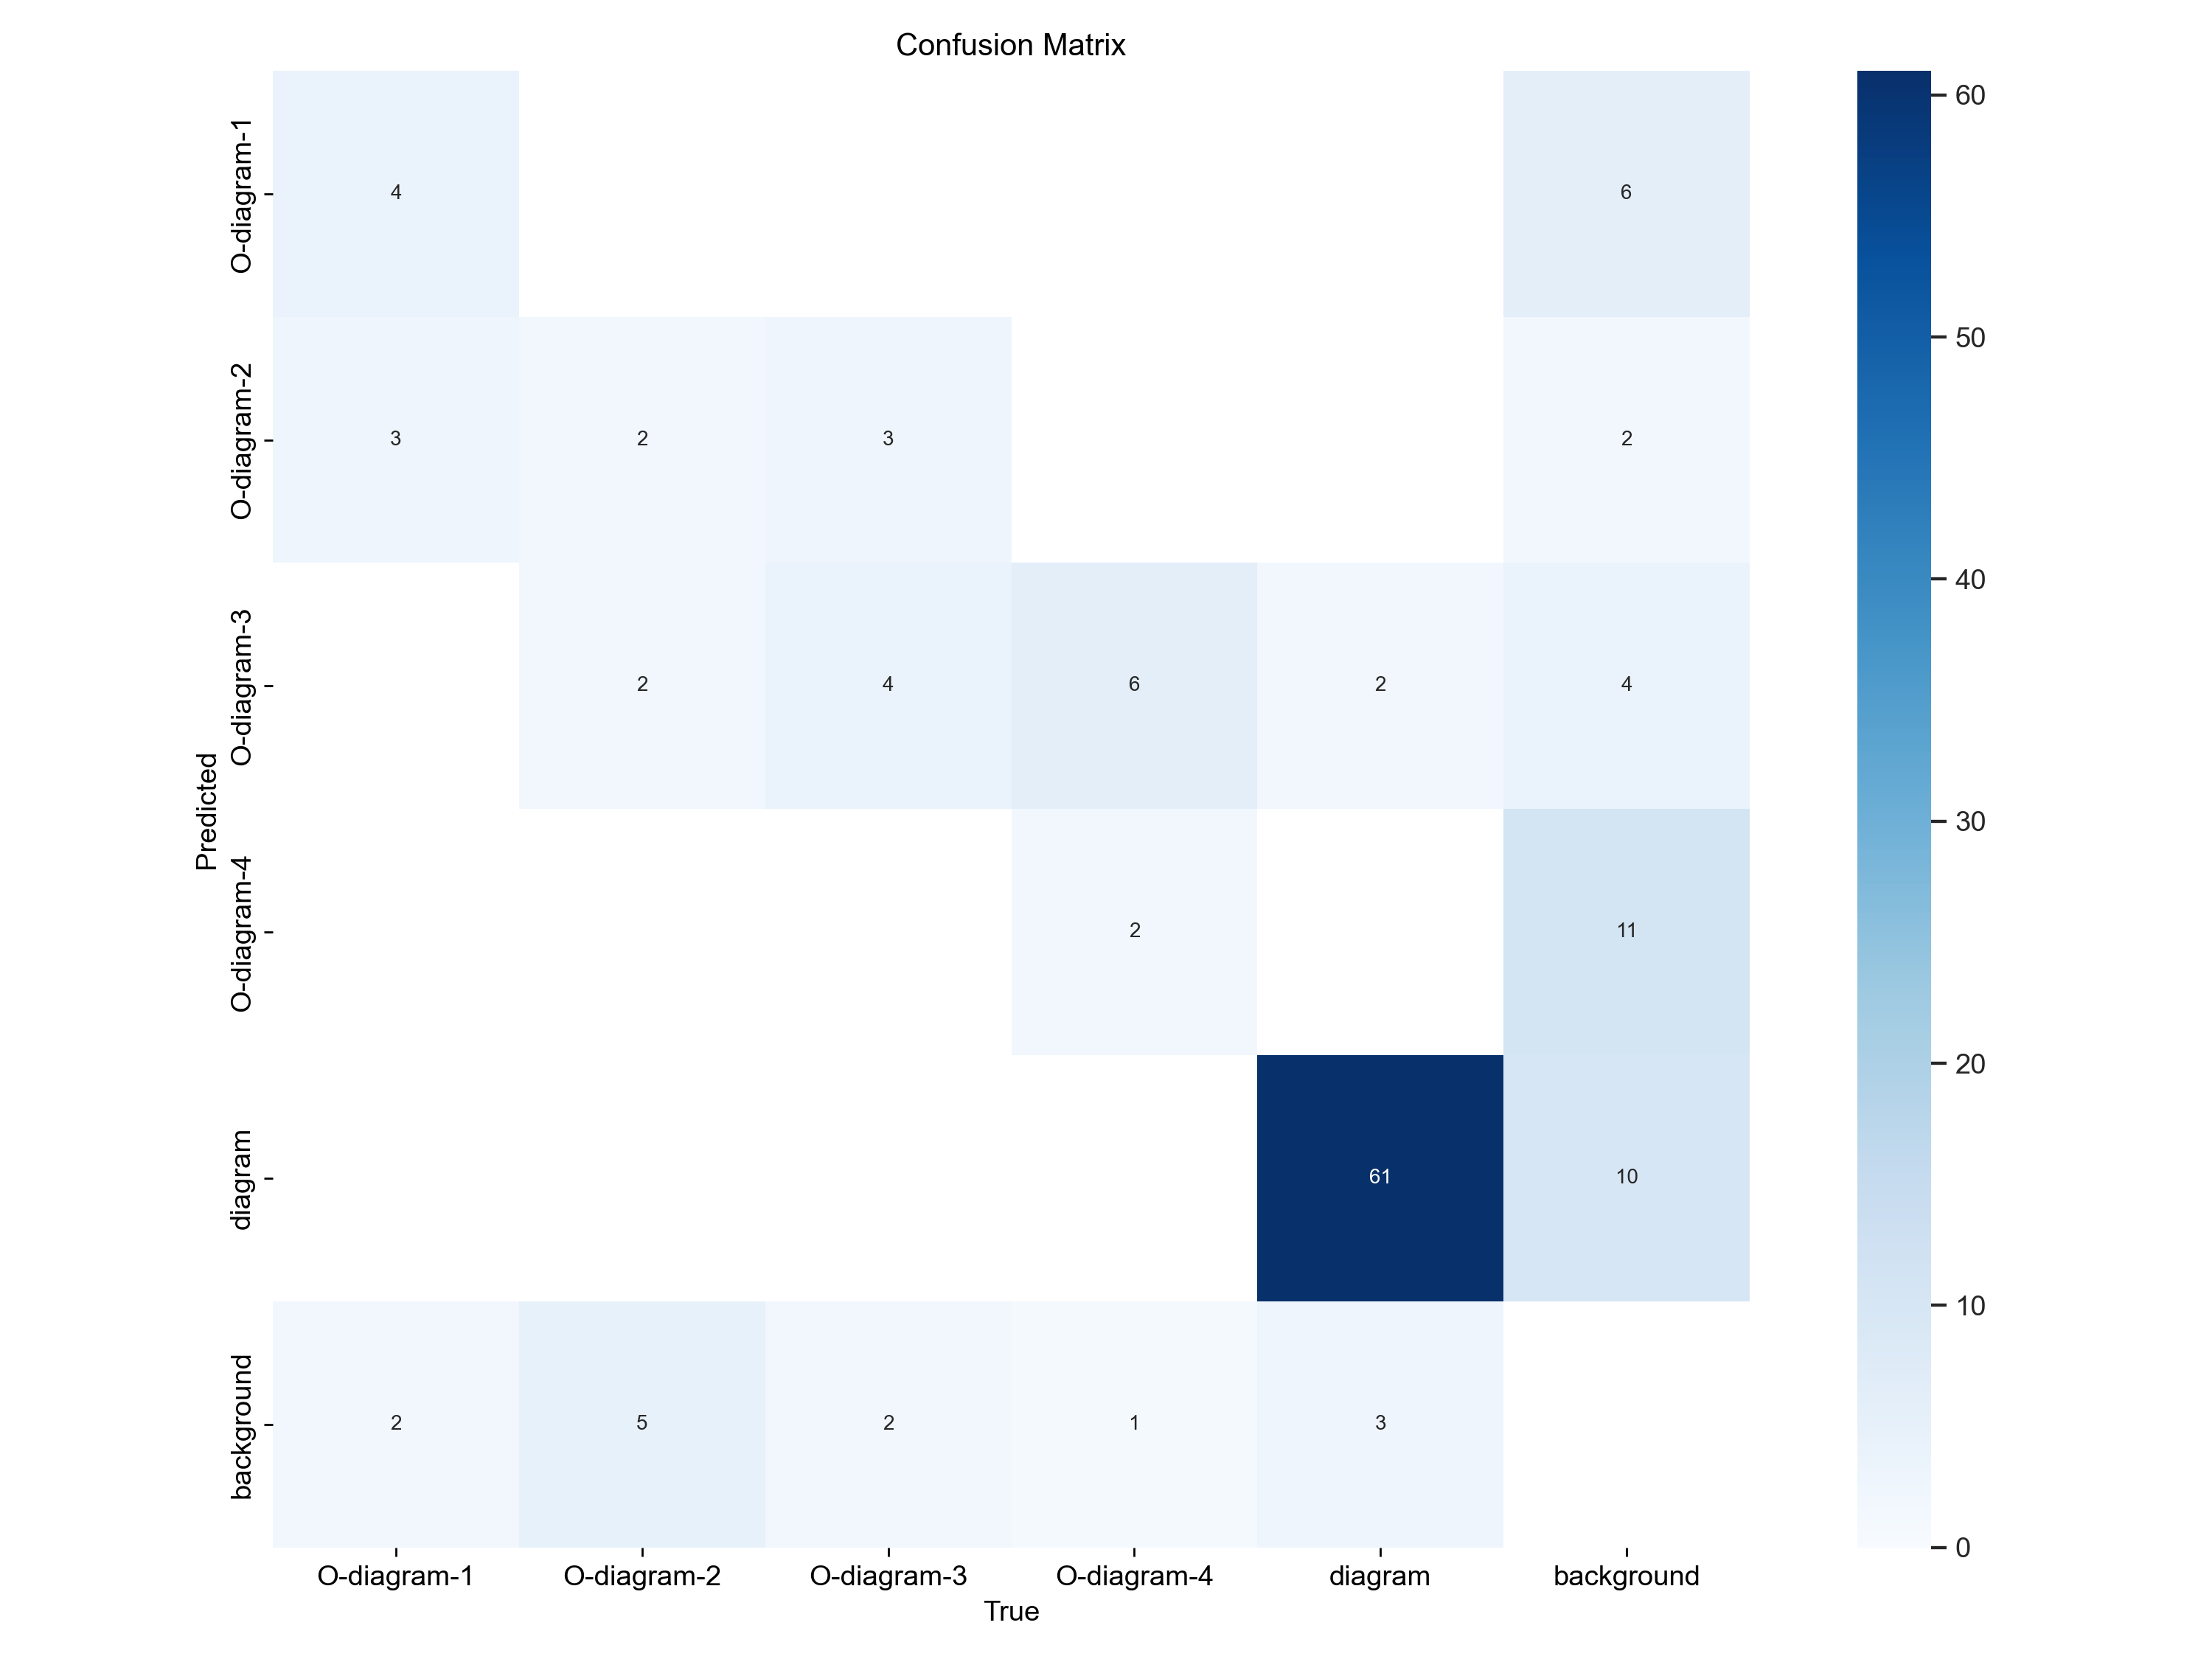 Confusion Matrix
O-diagram-1
4
6
60
O-diagram-2
3
2
3
2
50
O-diagram-3
2
4
6
2
4
40
Predicted
O-diagram-4
2
11
30
diagram
61
10
20
background
2
5
2
1
3
10
0
O-diagram-1 O-diagram-2 O-diagram-3 O-diagram-4 diagram background
True